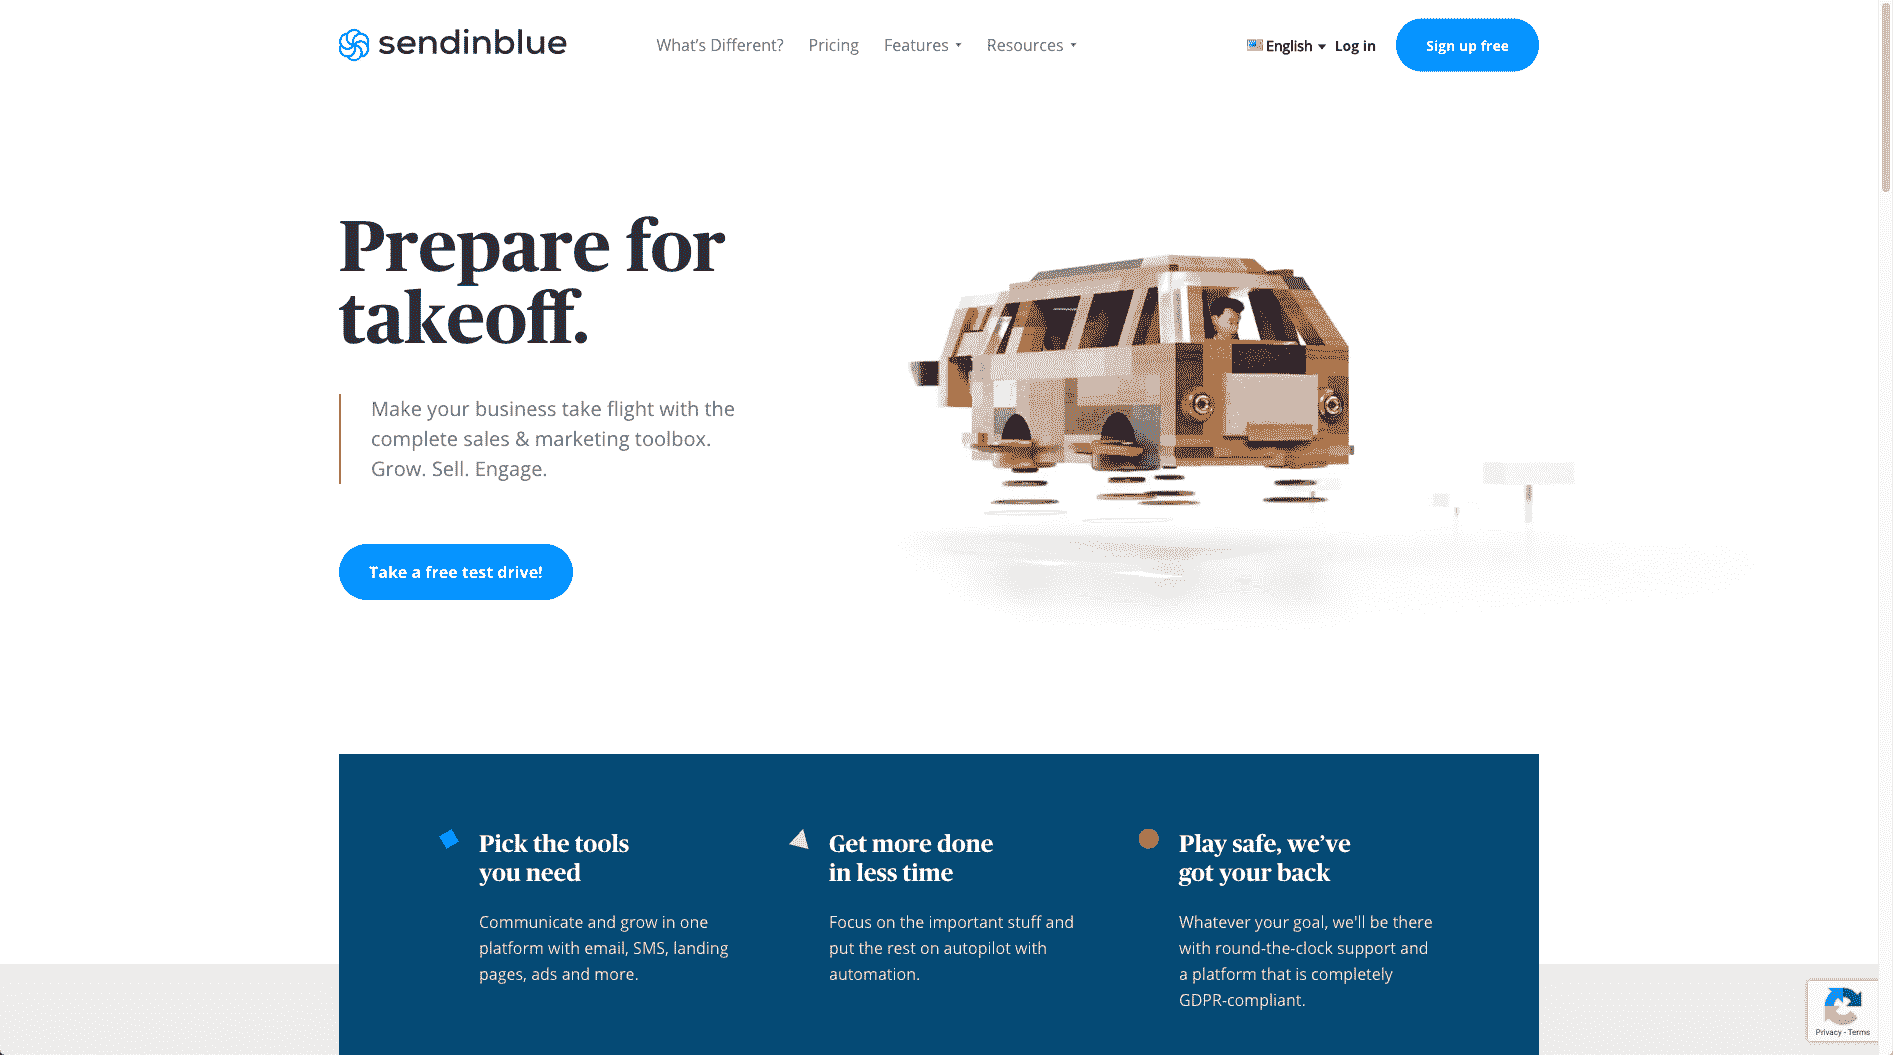 sendinblue
What's Different?
Pricing
Features
Resources
English
Log in
Sign up free
Prepare for
takeoff.
Make your business take flight with the
complete sales & marketing toolbox.
Grow. Sell. Engage.
Take a free test drive!
Pick the tools
you need
Communicate and grow in one
platform with email, SMS, landing
pages, ads and more.
Get more done
in less time
Focus on the important stuff and
put the rest on autopilot with
automation.
Play safe, we've
got your back
Whatever your goal, we'll be there
with round-the-clock support and
a platform that is completely
GDPR-compliant.
Privacy - Terms